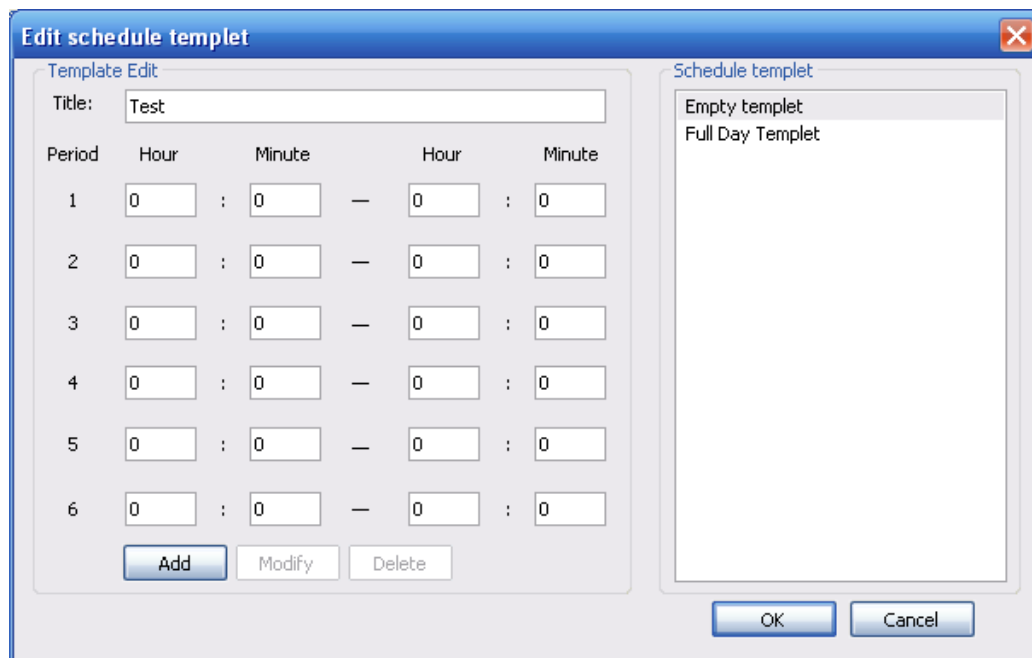 Edit schedule templet
Template Edit
Title: Test
Period Hour Minute Hour Minute
1 0 : 0 — 0 : 0
2 0 : 0 — 0 : 0
3 0 : 0 — 0 : 0
4 0 : 0 — 0 : 0
5 0 : 0 — 0 : 0
6 0 : 0 — 0 : 0
Add Modify Delete
Schedule templet
Empty templet
Full Day Templet
OK Cancel